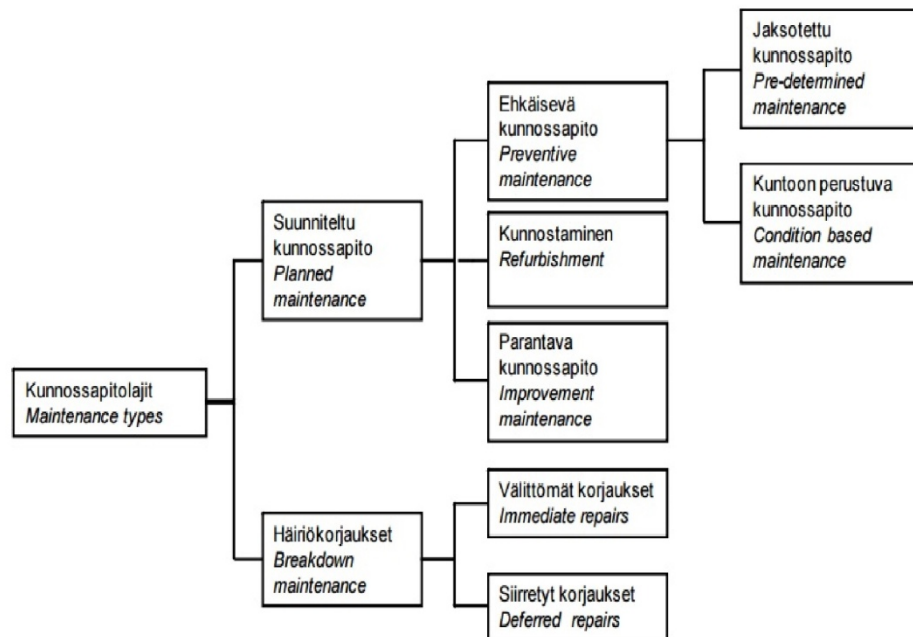 Kunnossapitolajit
Maintenance types
Suunniteltu
kunnossapito
Planned
maintenance
Ehkäisevä
kunnossapito
Preventive
maintenance
Jaksotettu
kunnossapito
Pre-determined
maintenance
Kuntoon perustuva
kunnossapito
Condition based
maintenance
Kunnostaminen
Refurbishment
Parantava
kunnossapito
Improvement
maintenance
Häiriökorjaukset
Breakdown
maintenance
Välittömät korjaukset
Immediate repairs
Siirretyt korjaukset
Deferred repairs